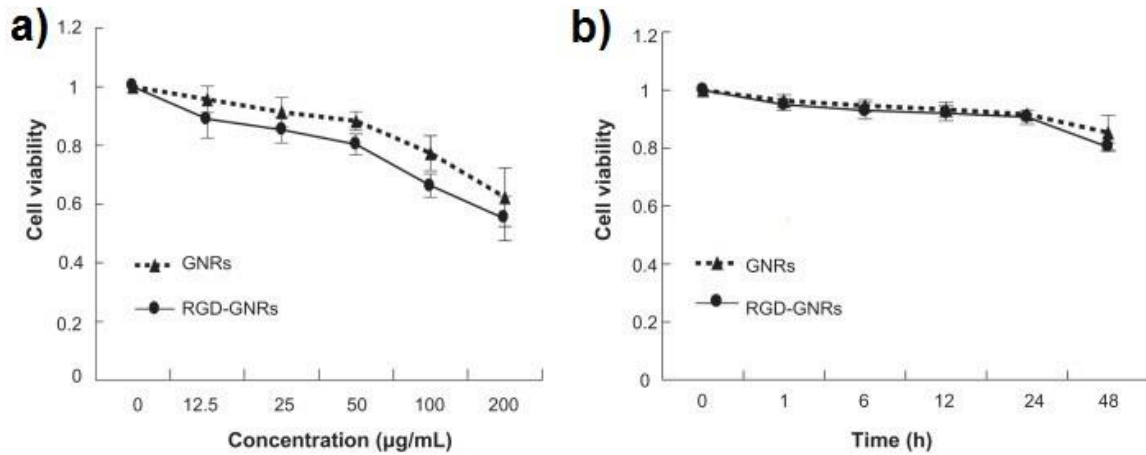 a)
1.2
1
0.8
0.6
0.4
0.2
0
Cell viability
GNRs
RGD-GNRs
0 12.5 25 50 100 200
Concentration (µg/mL)
b)
1.2
1
0.8
0.6
0.4
0.2
0
Cell viability
GNRs
RGD-GNRs
0 1 6 12 24 48
Time (h)